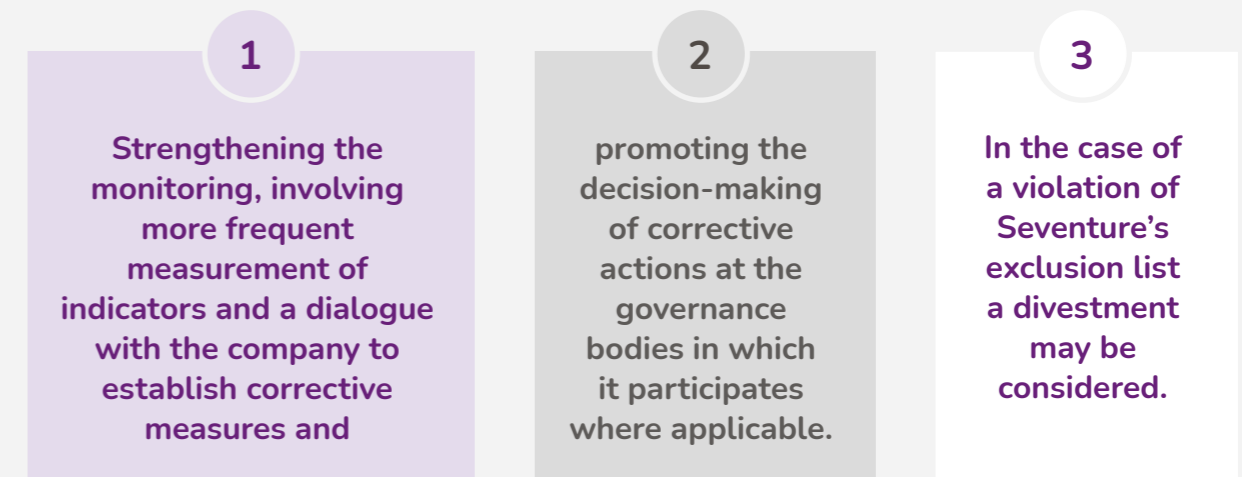 1
Strengthening the
monitoring, involving
more frequent
measurement of
indicators and a dialogue
with the company to
establish corrective
measures and
2
promoting the
decision-making
of corrective
actions at the
governance
bodies in which
it participates
where applicable.
3
In the case of
a violation of
Seventure’s
exclusion list
a divestment
may be
considered.